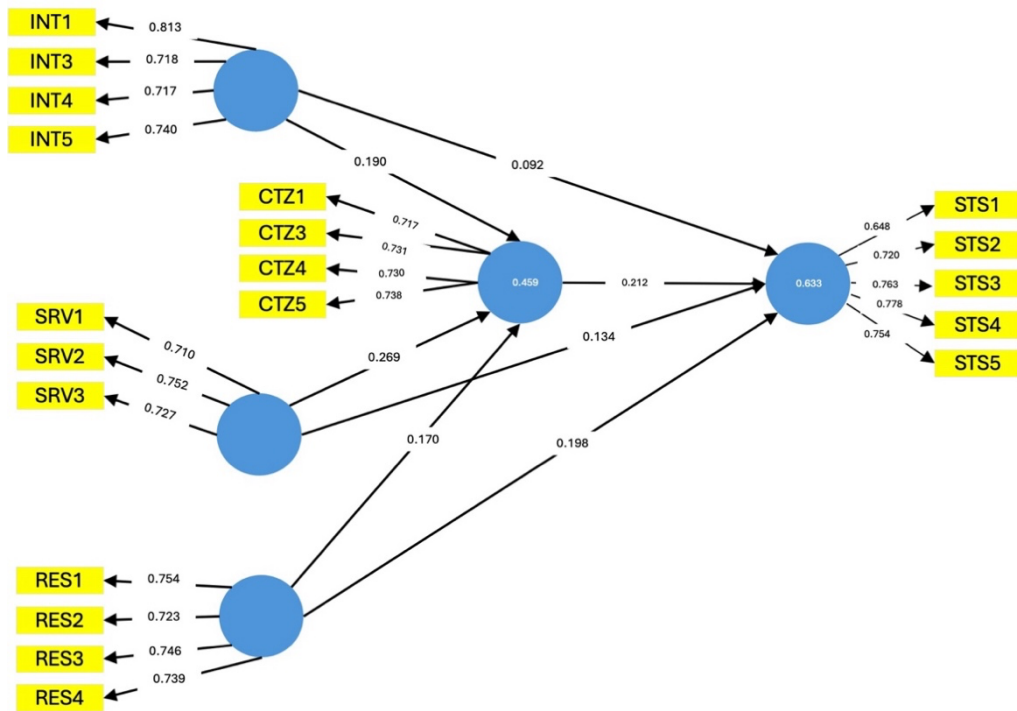 INT1
0.813
INT3
0.718
INT4
0.717
INT5
0.740
0.190
0.092
CTZ1
0.717
CTZ3
0.731
CTZ4
0.730
CTZ5
0.738
0.459
0.212
0.633
STS1
0.648
STS2
0.720
STS3
0.763
STS4
0.778
STS5
0.754
SRV1
0.710
SRV2
0.752
SRV3
0.727
0.269
0.134
0.170
0.198
RES1
0.754
RES2
0.723
RES3
0.746
RES4
0.739